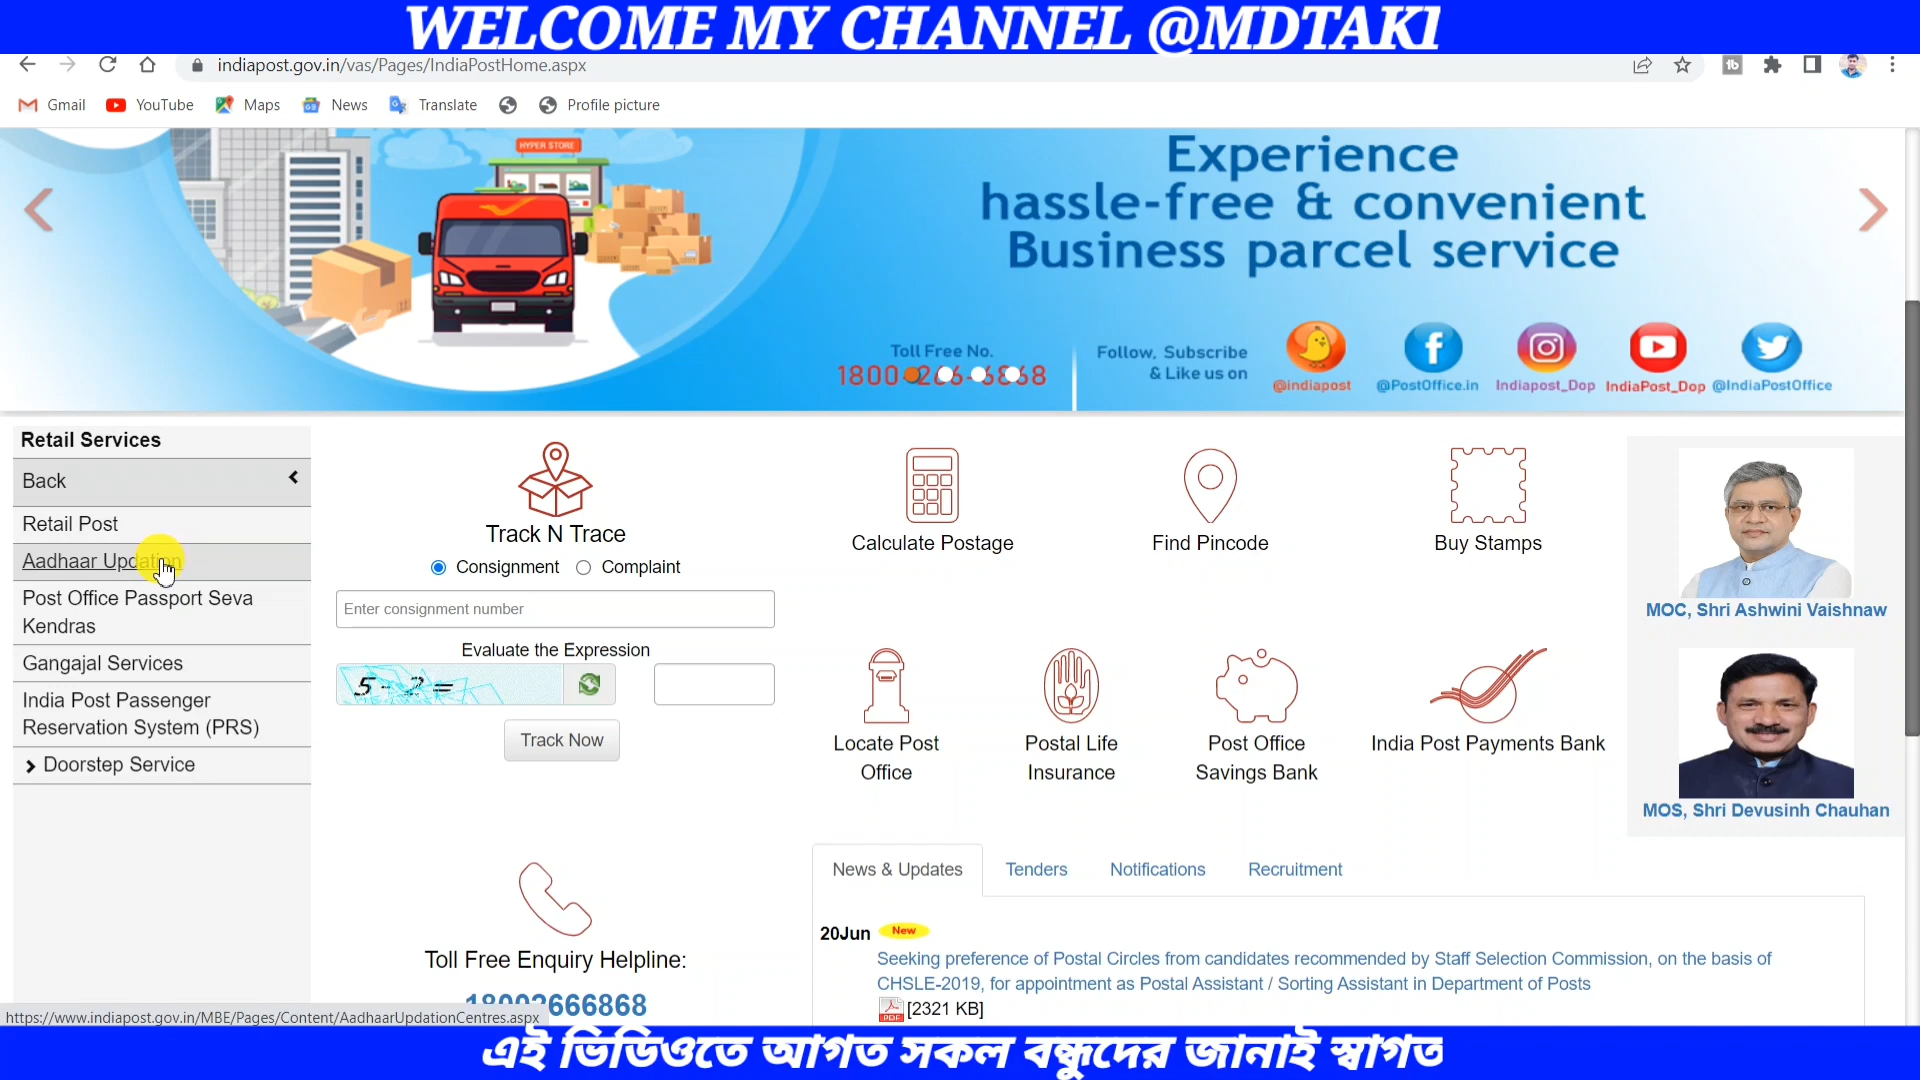 WELCOME MY CHANNEL @MDTAKI
indiapost.gov.in/vas/Pages/IndiaPostHome.aspx
Gmail
YouTube
Maps
News
Translate
Profile picture
HYPER STORE
Experience
hassle-free & convenient
Business parcel service
Toll Free No.
1800-266-6868
Follow, Subscribe
& Like us on
@indiapost
@PostOffice.in
Indiapost_Dop
IndiaPost_Dop
@IndiaPostOffice
Retail Services
Back
Retail Post
Aadhaar Updation
Post Office Passport Seva
Kendras
Gangajal Services
India Post Passenger
Reservation System (PRS)
Doorstep Service
Track N Trace
Consignment
Complaint
Enter consignment number
Evaluate the Expression
5 - 2 =
Track Now
Calculate Postage
Find Pincode
Buy Stamps
Locate Post
Office
Postal Life
Insurance
Post Office
Savings Bank
India Post Payments Bank
MOC, Shri Ashwini Vaishnaw
MOS, Shri Devusinh Chauhan
Toll Free Enquiry Helpline:
18002666868
News & Updates
Tenders
Notifications
Recruitment
20Jun
New
Seeking preference of Postal Circles from candidates recommended by Staff Selection Commission, on the basis of
CHSLE-2019, for appointment as Postal Assistant / Sorting Assistant in Department of Posts
PDF
[2321 KB]
https://www.indiapost.gov.in/MBE/Pages/Content/AadhaarUpdationCentres.aspx
এই ভিডিওতে আগত সকল বন্ধুদের জানাই স্বাগত